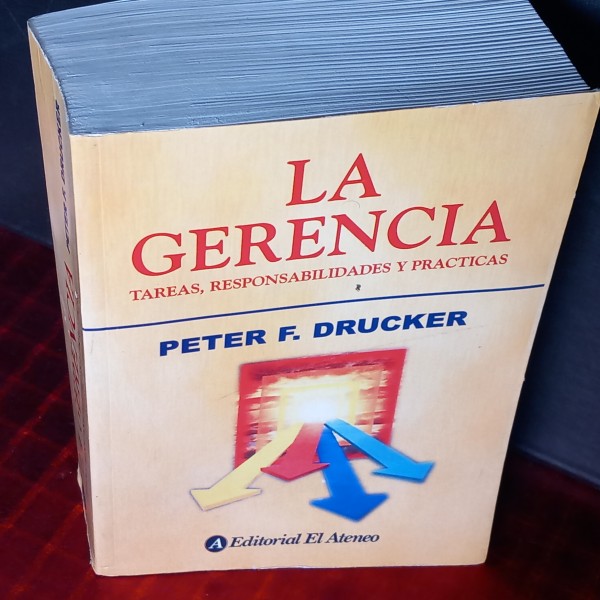 LA
GERENCIA
TAREAS, RESPONSABILIDADES Y PRACTICAS
PETER F. DRUCKER
A Editorial El Ateneo